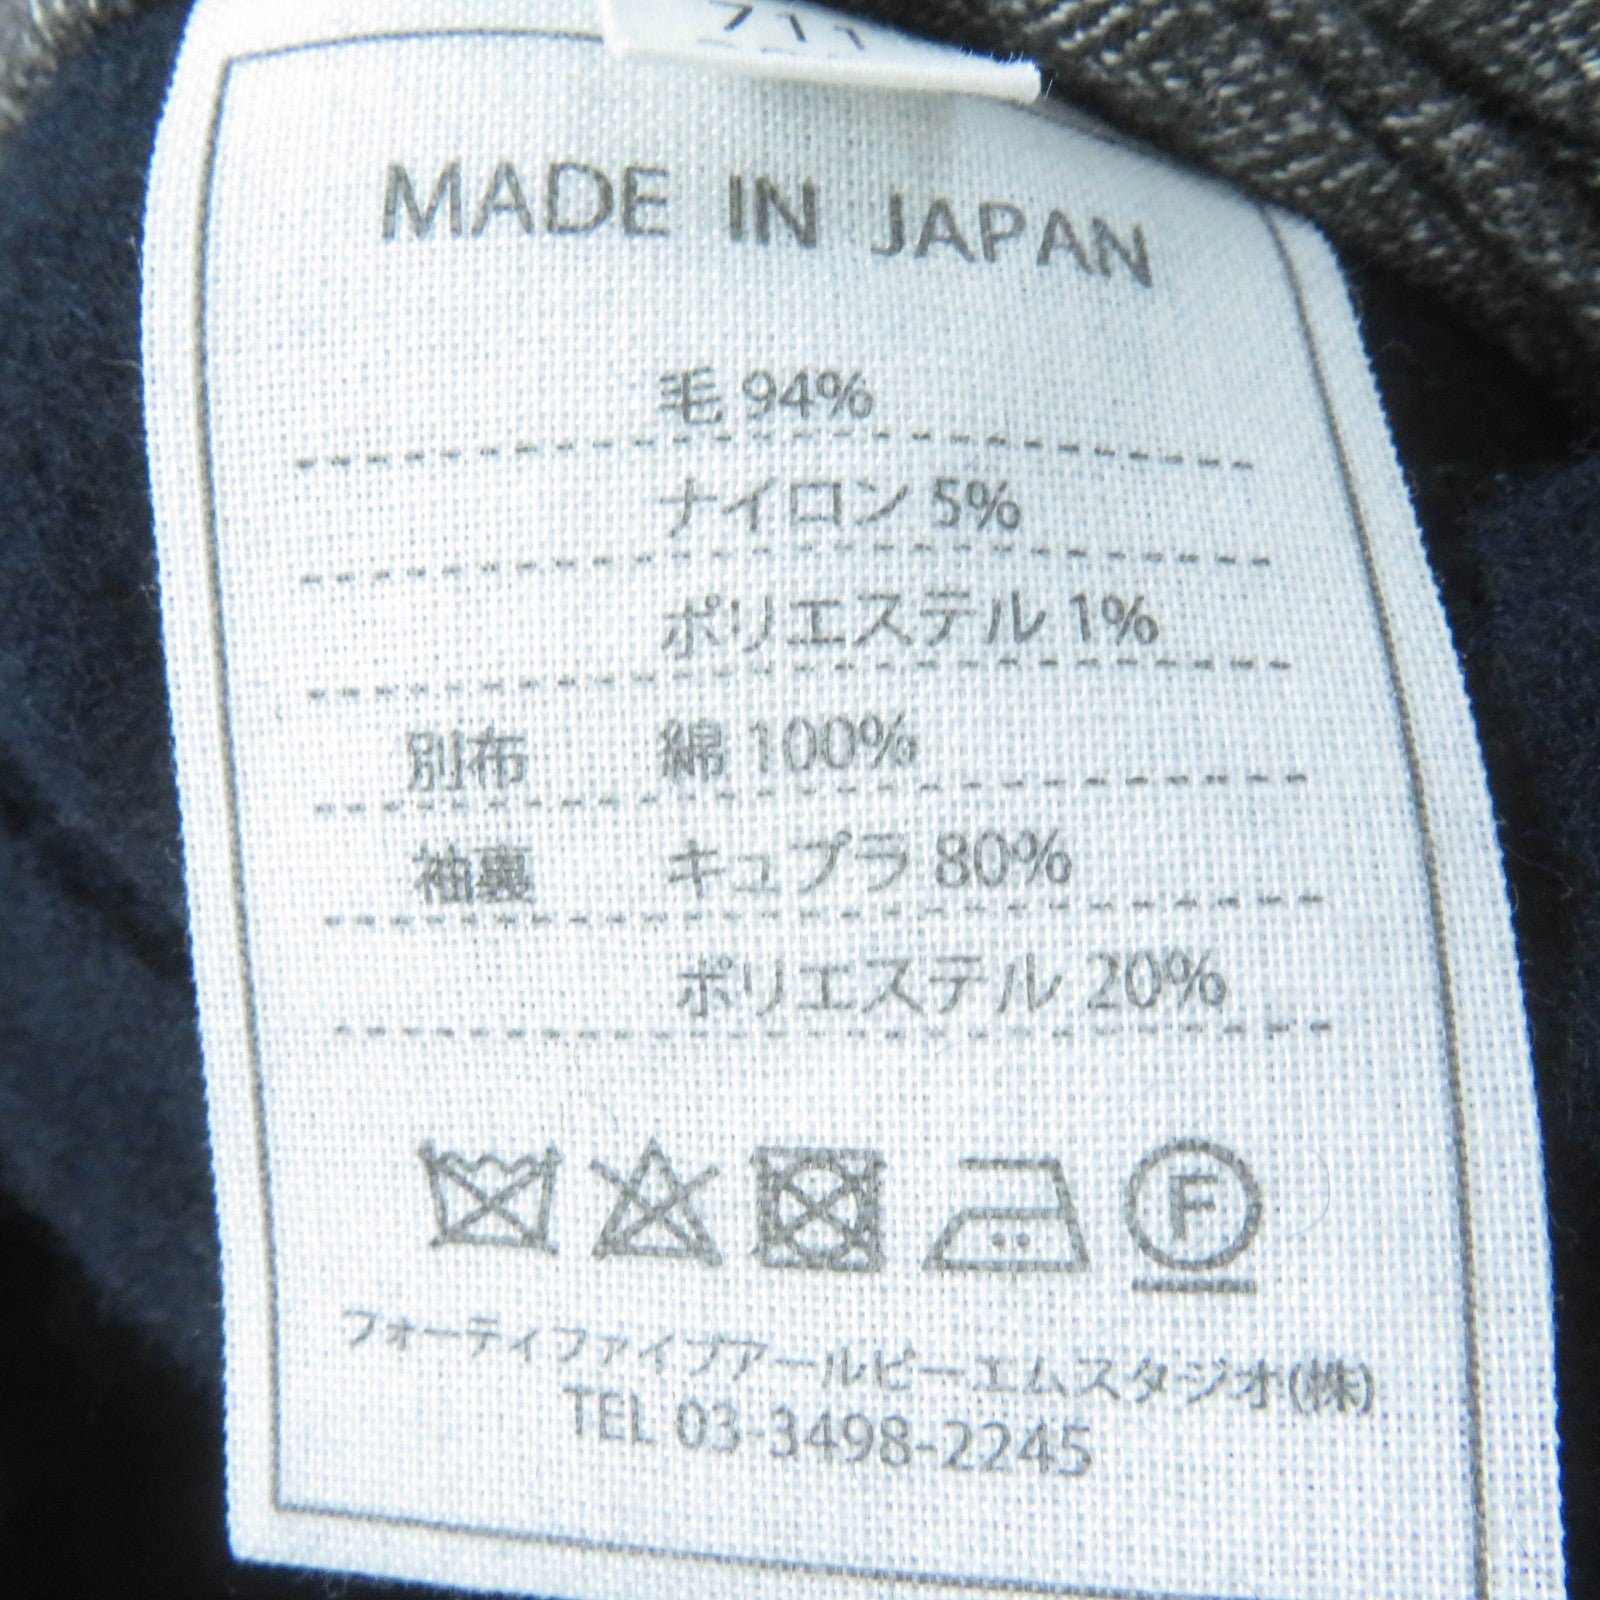 MADE IN JAPAN
毛 94%
ナイロン 5%
ポリエステル 1%
別布 綿 100%
袖裏 キュプラ 80%
ポリエステル 20%
F
フォーティファイブアールピーエムスタジオ(株)
TEL 03-3498-2245